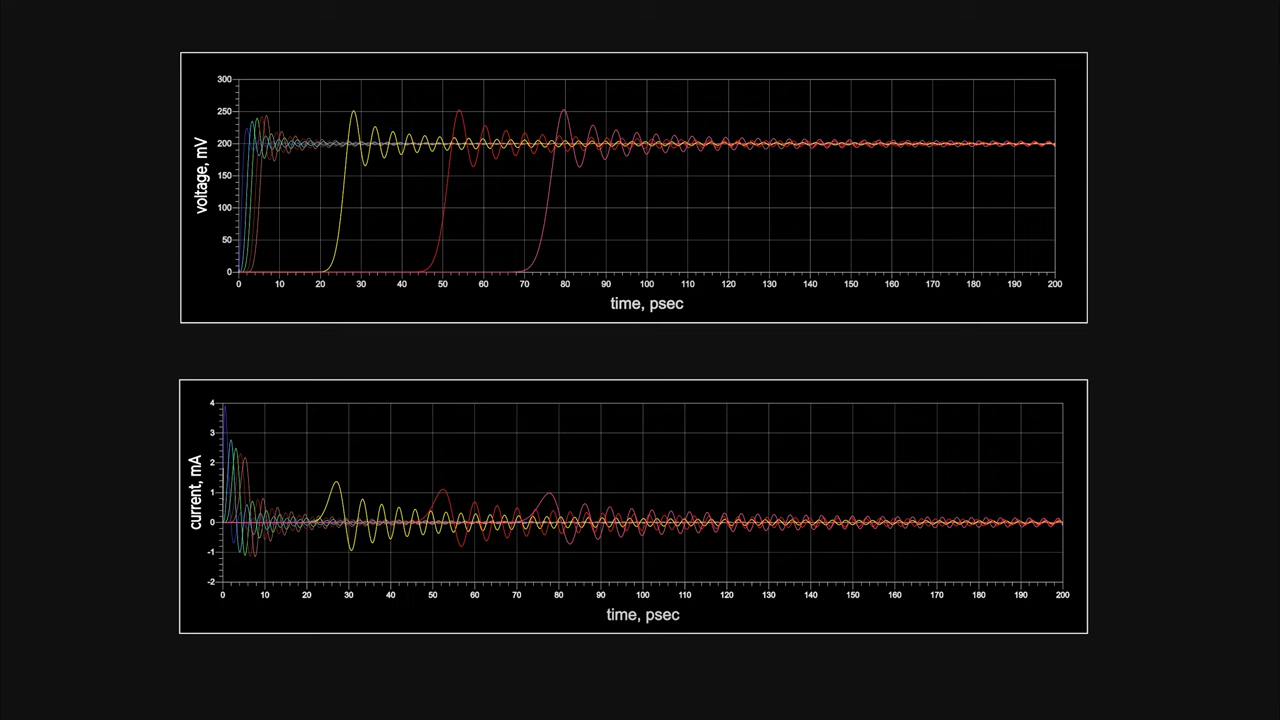 300
250
200
150
100
50
0
voltage, mV
0 10 20 30 40 50 60 70 80 90 100 110 120 130 140 150 160 170 180 190 200
time, psec
4
3
2
1
0
-1
-2
current, mA
0 10 20 30 40 50 60 70 80 90 100 110 120 130 140 150 160 170 180 190 200
time, psec